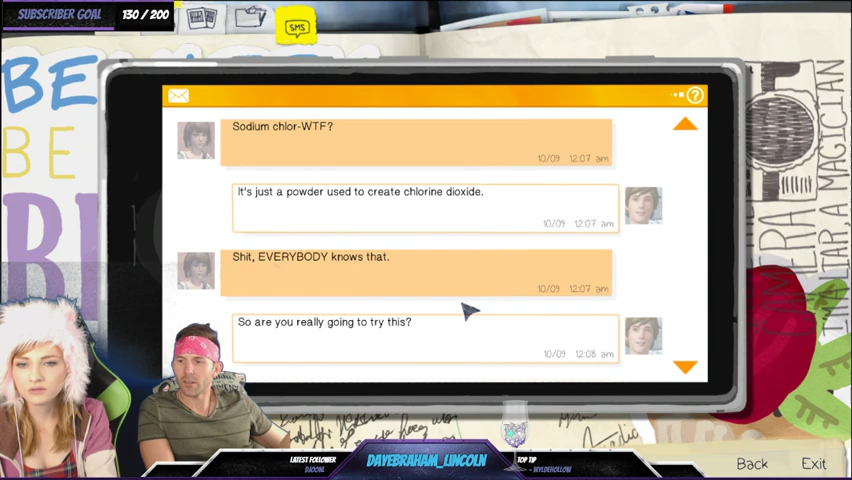 SUBSCRIBER GOAL 130 / 200
SMS
BE
BE
Sodium chlor-WTF?
10/09 12:07 am
It's just a powder used to create chlorine dioxide.
10/09 12:07 am
Shit, EVERYBODY knows that.
10/09 12:07 am
So are you really going to try this?
10/09 12:08 am
CAMERA
GUITAR, A MAGICIAN
LATEST FOLLOWER
DJOONL
DAYEBRAHAM_LINCOLN
TOP TIP
- WYLDEHOLLOW
Back Exit